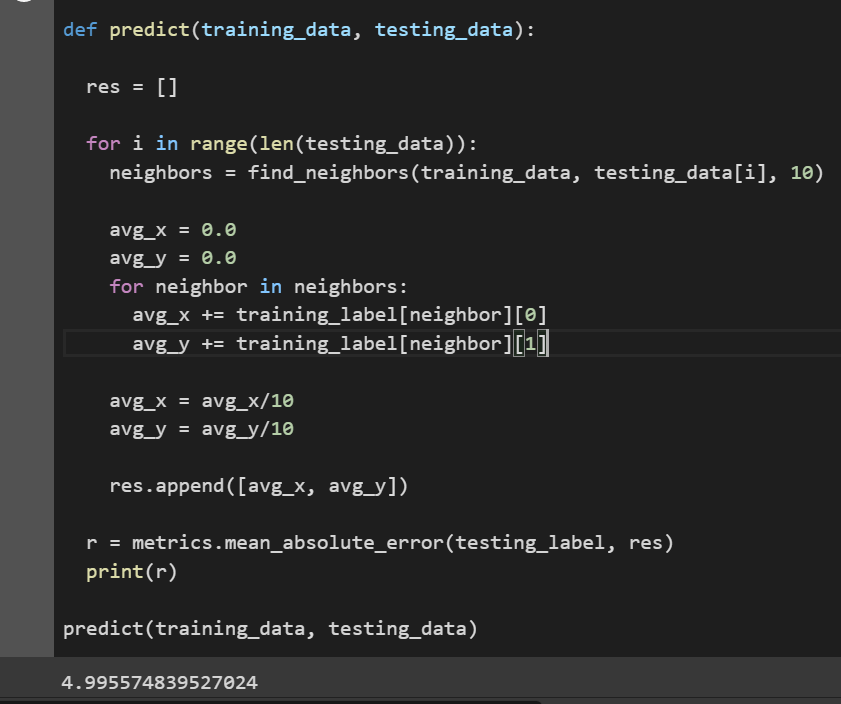 def predict(training_data, testing_data):
res = []
for i in range(len(testing_data)):
neighbors = find_neighbors(training_data, testing_data[i], 10)
avg_x = 0.0
avg_y = 0.0
for neighbor in neighbors:
avg_x += training_label[neighbor][0]
avg_y += training_label[neighbor][1]
avg_x = avg_x/10
avg_y = avg_y/10
res.append([avg_x, avg_y])
r = metrics.mean_absolute_error(testing_label, res)
print(r)
predict(training_data, testing_data)
4.995574839527024